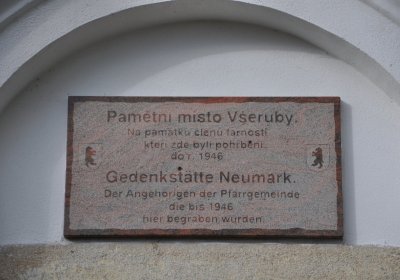 Pamětní místo Všeruby.
Na památku členů farnosti
kteří zde byli pohřbeni
do r. 1946
Gedenkstätte Neumark.
Der Angehörigen der Pfarrgemeinde
die bis 1946
hier begraben wurden.